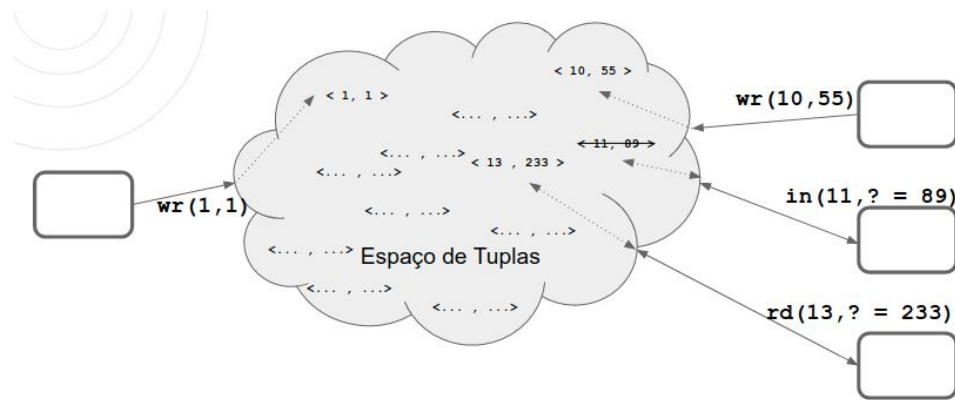 < 10, 55 >
< 1, 1 >
wr(10,55)
<... , ...>
< 11, 89 >
<... , ...>
< 13 , 233 >
<... , ...>
in(11,? = 89)
wr(1,1)
<... , ...>
<... , ...>
<... , ...>
Espaço de Tuplas
<... , ...>
<... , ...>
rd(13,? = 233)